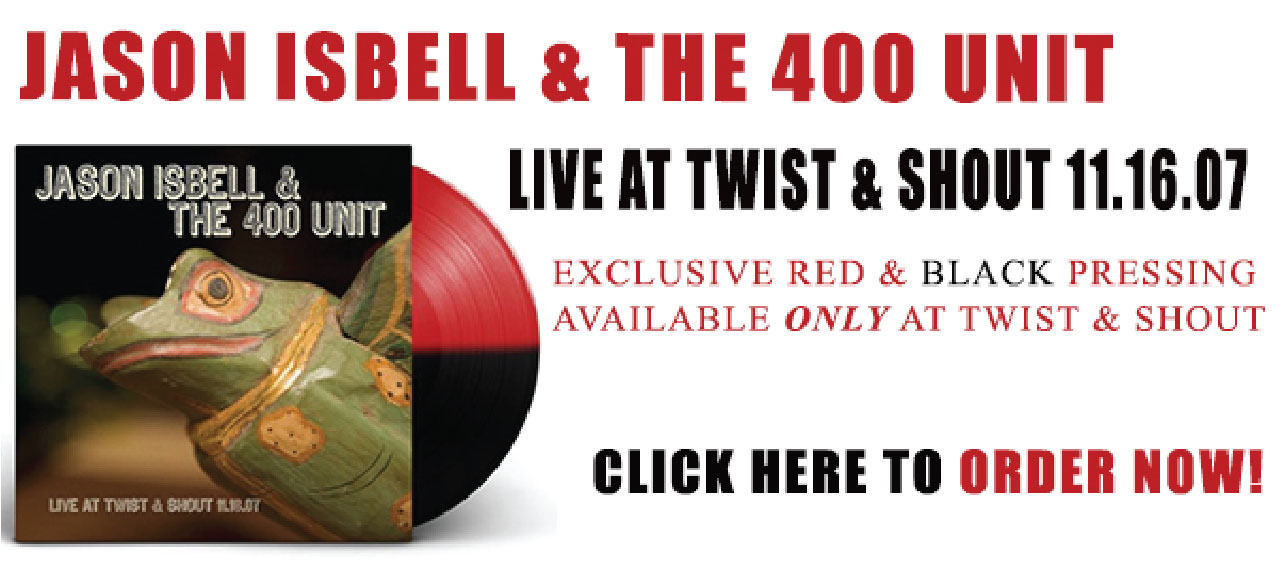 JASON ISBELL & THE 400 UNIT
JASON ISBELL &
THE 400 UNIT
LIVE AT TWIST & SHOUT 11.16.07
LIVE AT TWIST & SHOUT 11.16.07
EXCLUSIVE RED & BLACK PRESSING
AVAILABLE ONLY AT TWIST & SHOUT
CLICK HERE TO ORDER NOW!